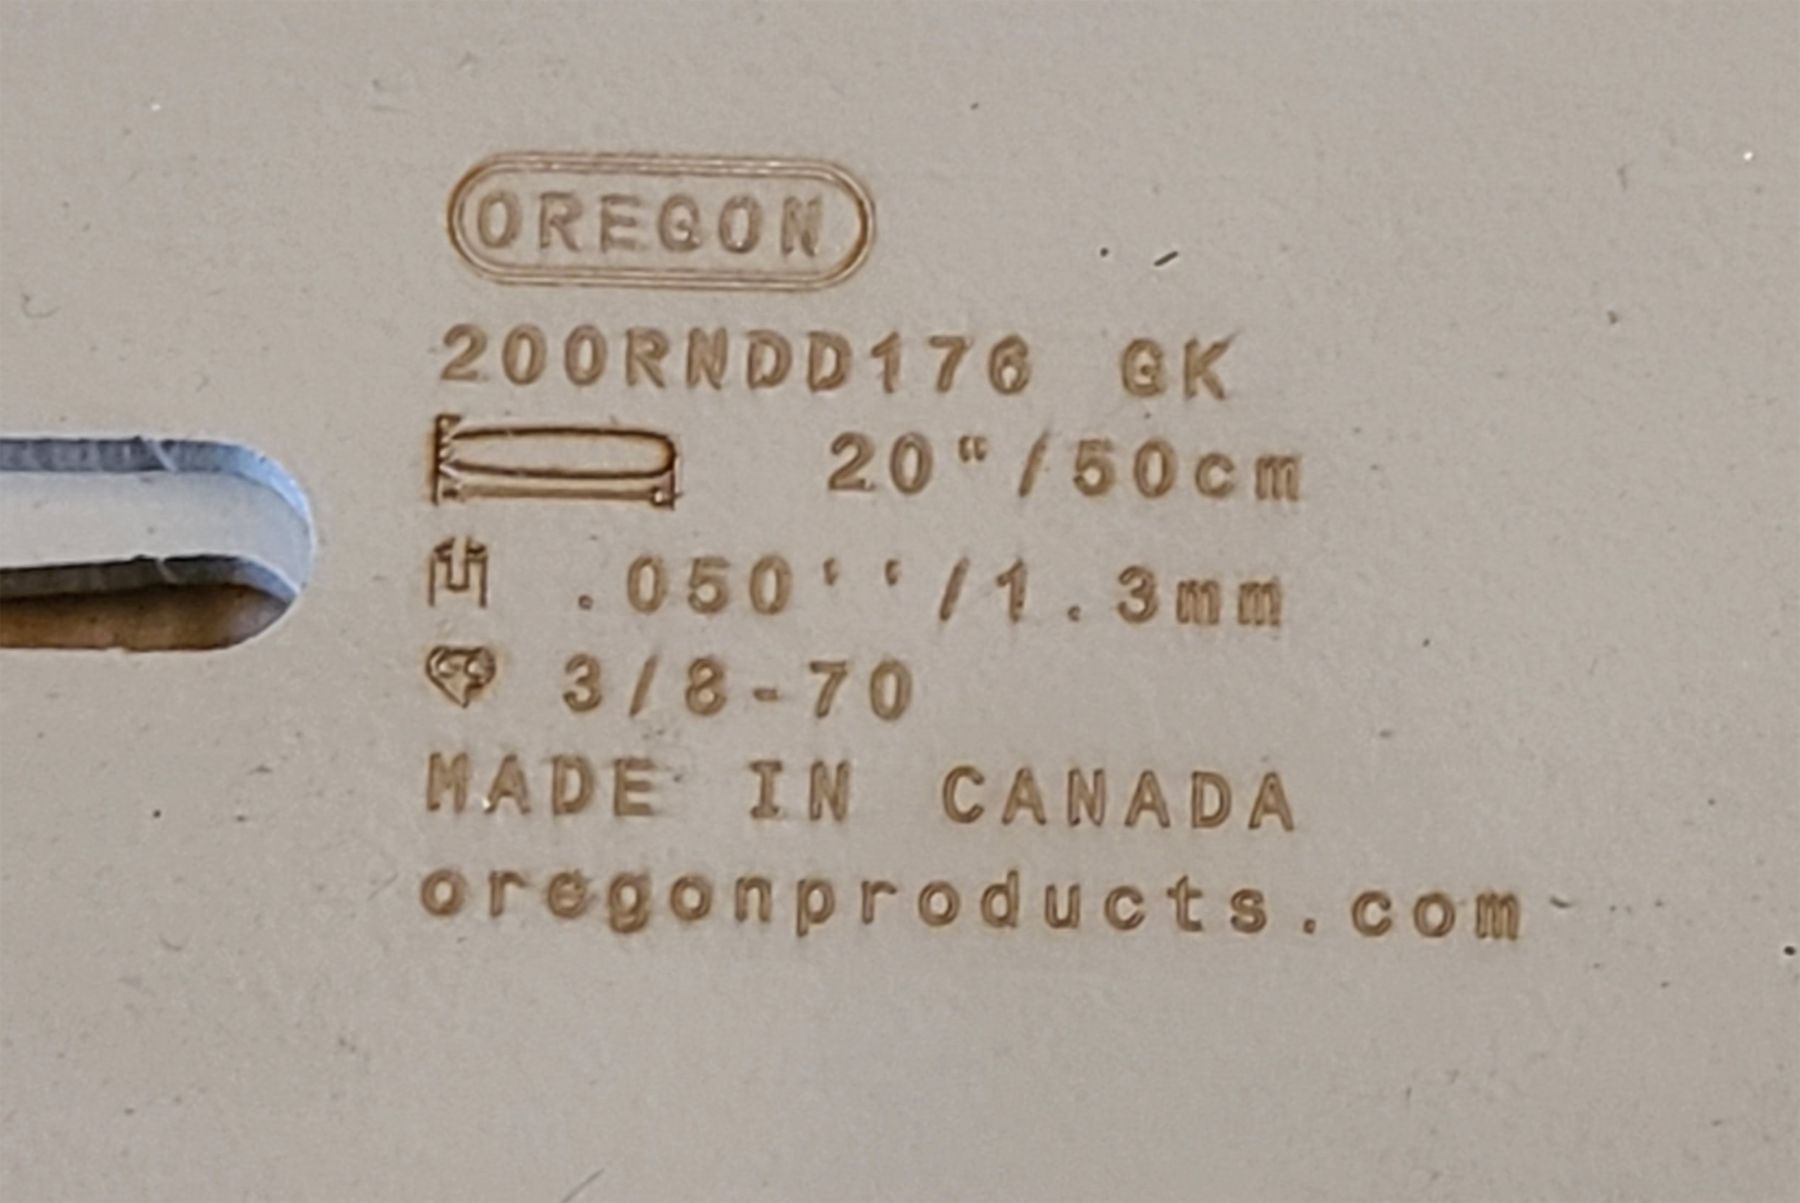 OREGON
200RNDD176 GK
20"/50cm
.050''/1.3mm
3/8-70
MADE IN CANADA
oregonproducts.com